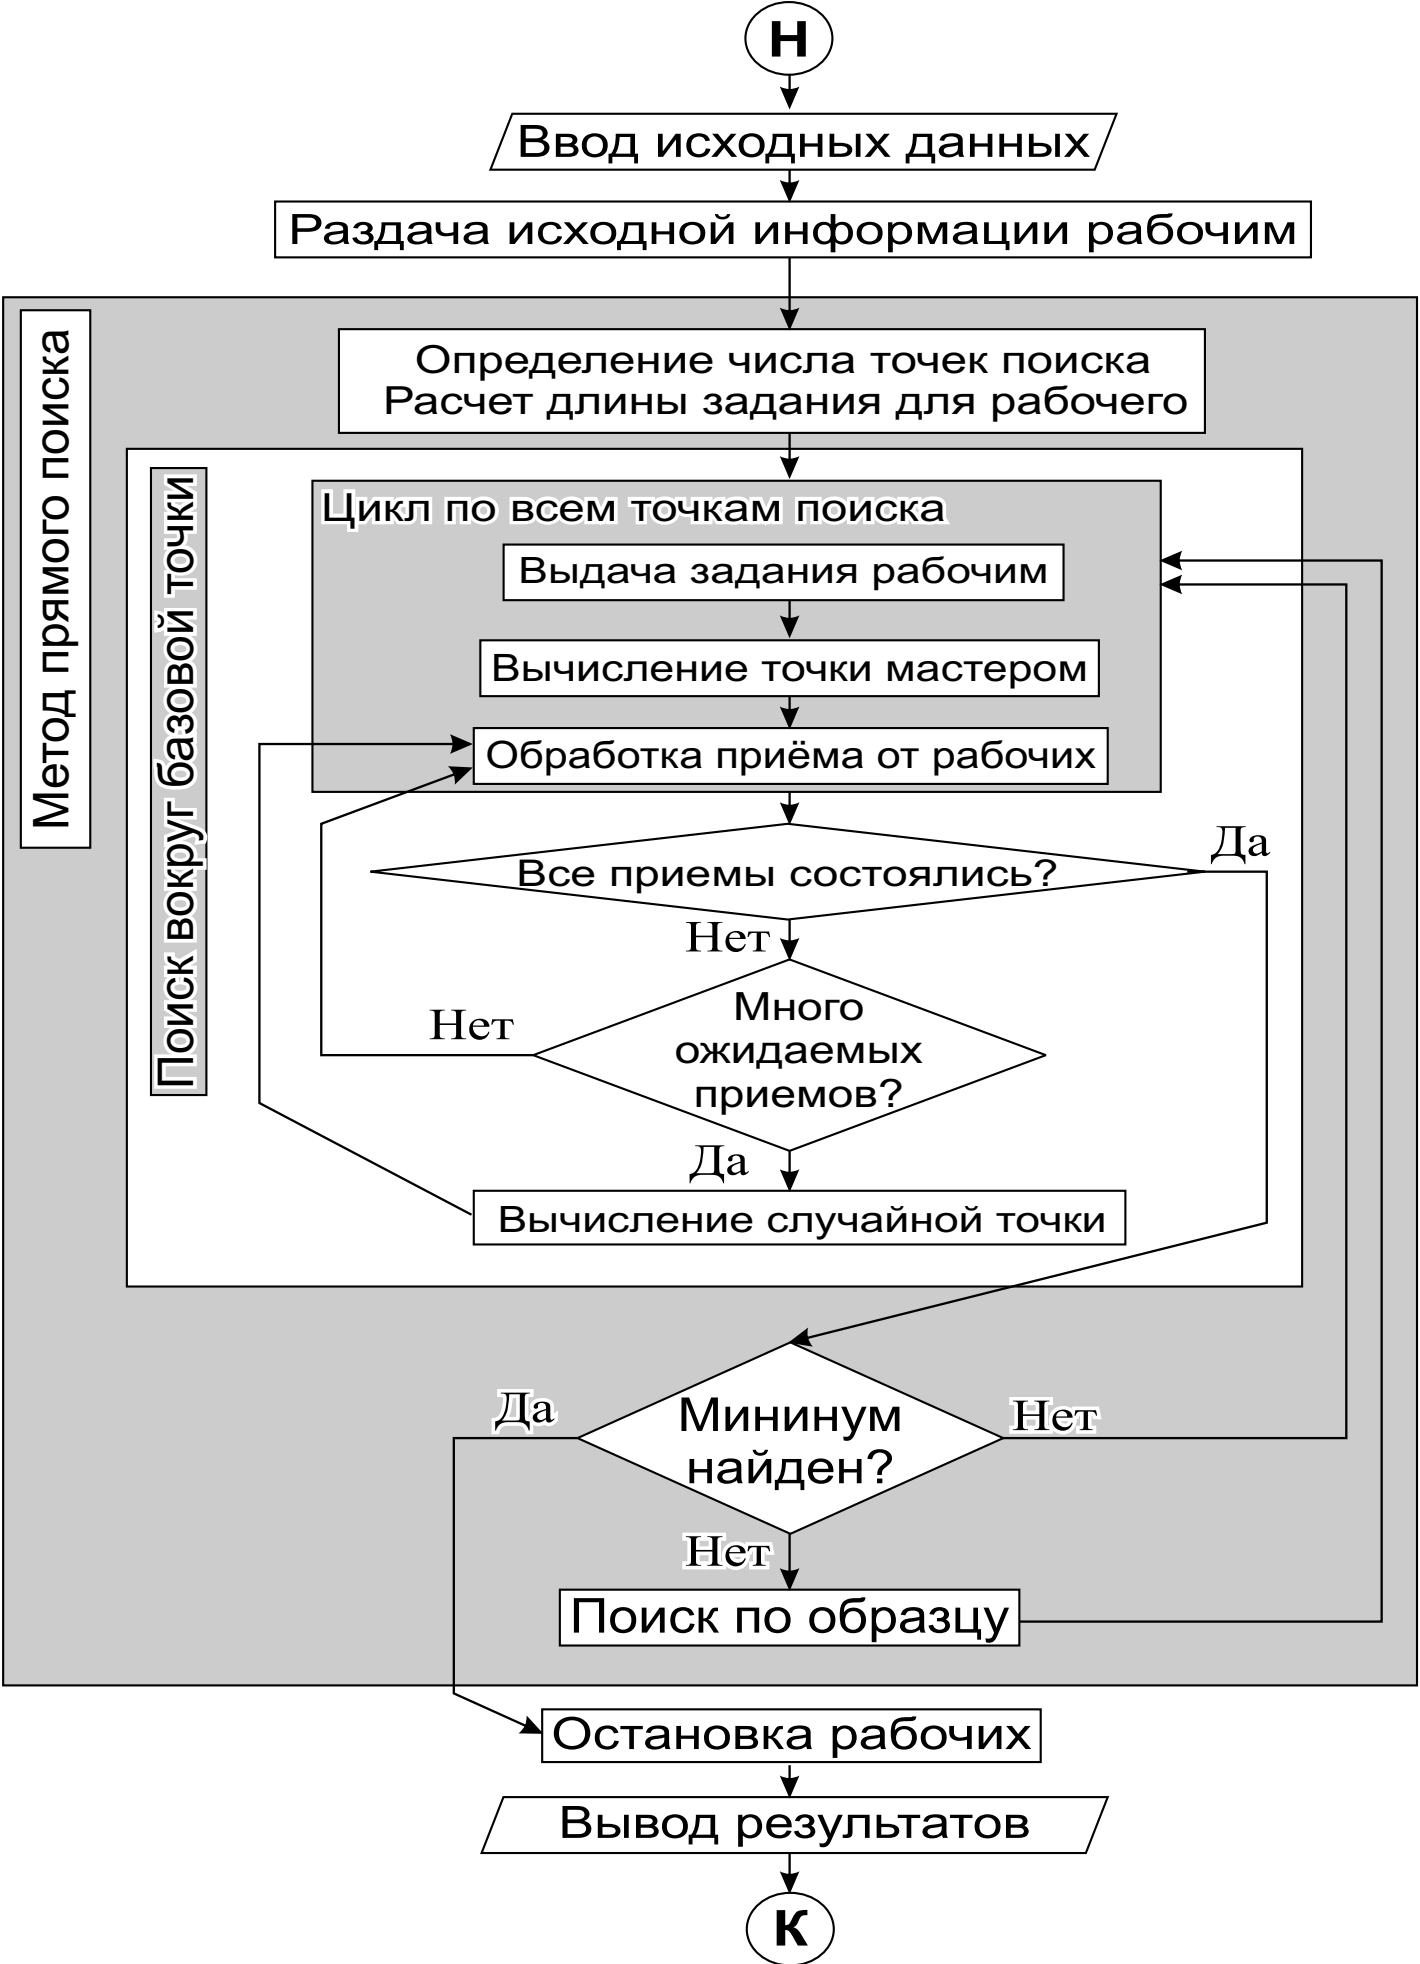 Н
Ввод исходных данных
Раздача исходной информации рабочим
Метод прямого поиска
Определение числа точек поиска
Расчет длины задания для рабочего
Поиск вокруг базовой точки
Цикл по всем точкам поиска
Выдача задания рабочим
Вычисление точки мастером
Обработка приёма от рабочих
Все приемы состоялись?
Да
Нет
Много
ожидаемых
приемов?
Нет
Да
Вычисление случайной точки
Мининум
найден?
Да
Нет
Нет
Поиск по образцу
Остановка рабочих
Вывод результатов
К